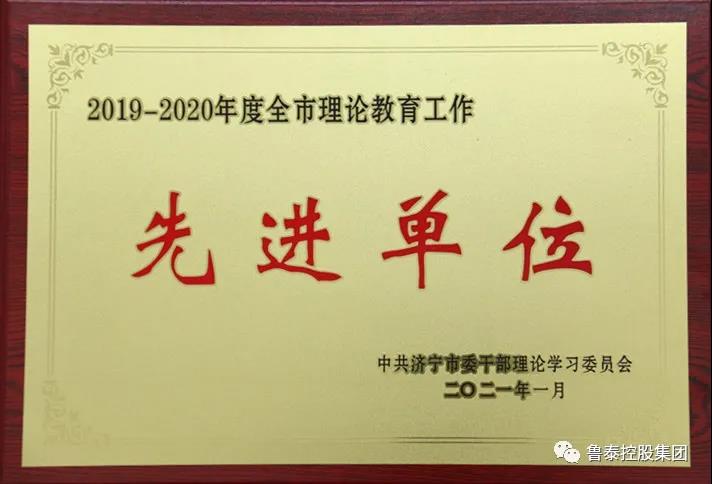 2019-2020年度全市理论教育工作
先进单位
中共济宁市委干部理论学习委员会
二〇二一年一月
鲁泰控股集团